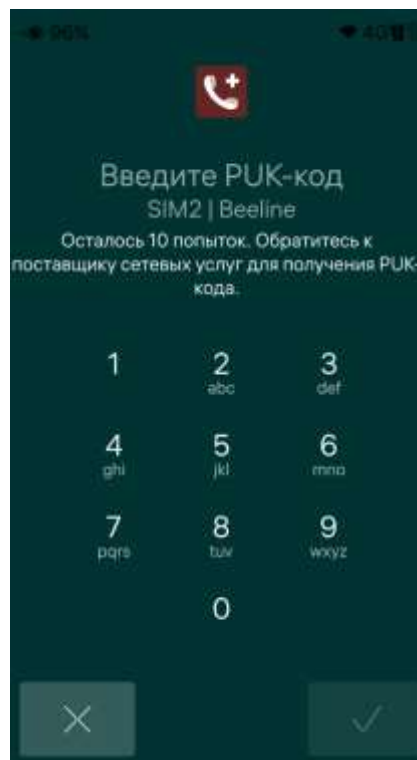 96%
Введите PUK-код
SIM2 | Beeline
Осталось 10 попыток. Обратитесь к
поставщику сетевых услуг для получения PUK-
кода.
1 2 3
abc def
4 5 6
ghi jkl mno
7 8 9
pqrs tuv wxyz
0